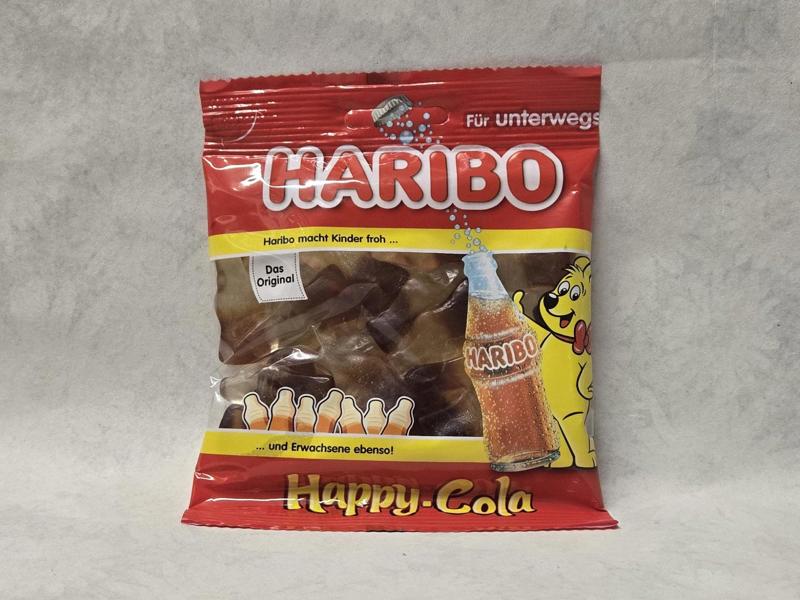 Für unterwegs
HARIBO
Haribo macht Kinder froh ...
Das
Original
HARIBO
... und Erwachsene ebenso!
Happy-Cola